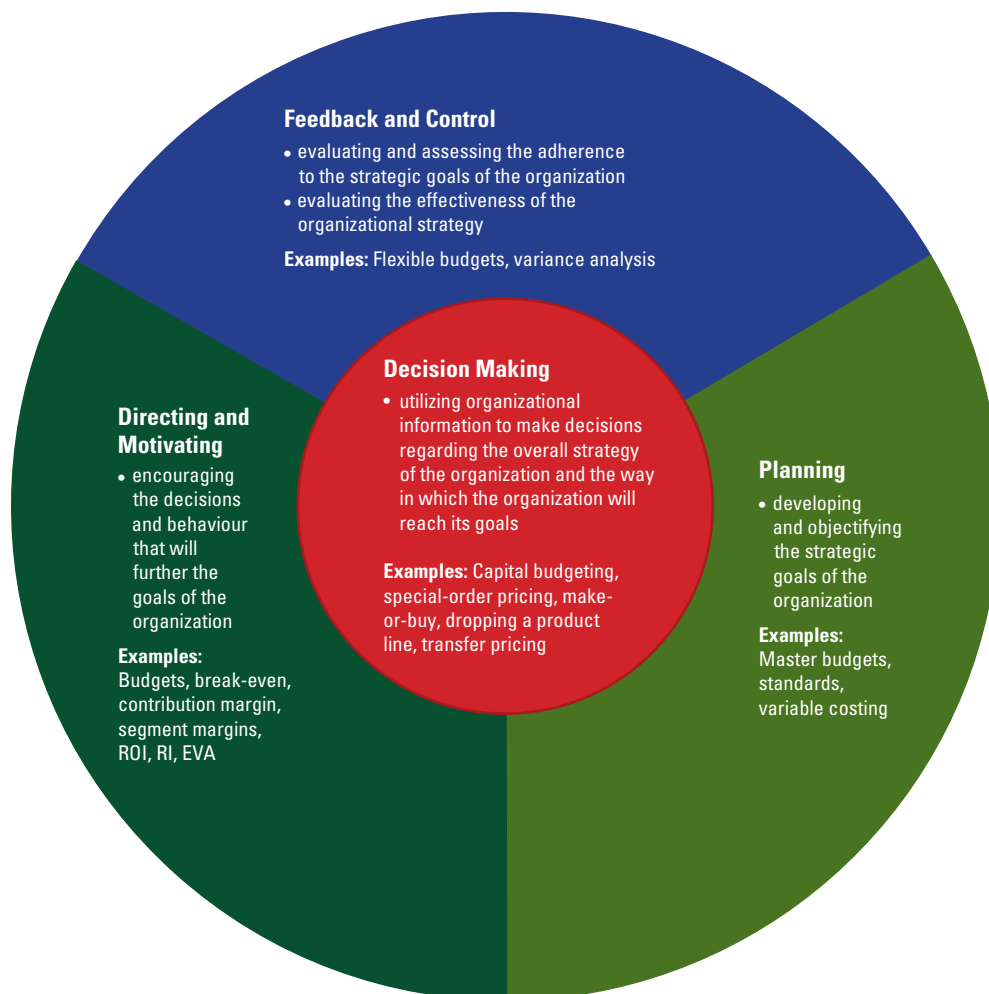 Feedback and Control
• evaluating and assessing the adherence
to the strategic goals of the organization
• evaluating the effectiveness of the
organizational strategy
Examples: Flexible budgets, variance analysis
Decision Making
• utilizing organizational
information to make decisions
regarding the overall strategy
of the organization and the way
in which the organization will
reach its goals
Examples: Capital budgeting,
special-order pricing, make-
or-buy, dropping a product
line, transfer pricing
Directing and
Motivating
• encouraging
the decisions
and behaviour
that will
further the
goals of the
organization
Examples:
Budgets, break-even,
contribution margin,
segment margins,
ROI, RI, EVA
Planning
• developing
and objectifying
the strategic
goals of the
organization
Examples:
Master budgets,
standards,
variable costing